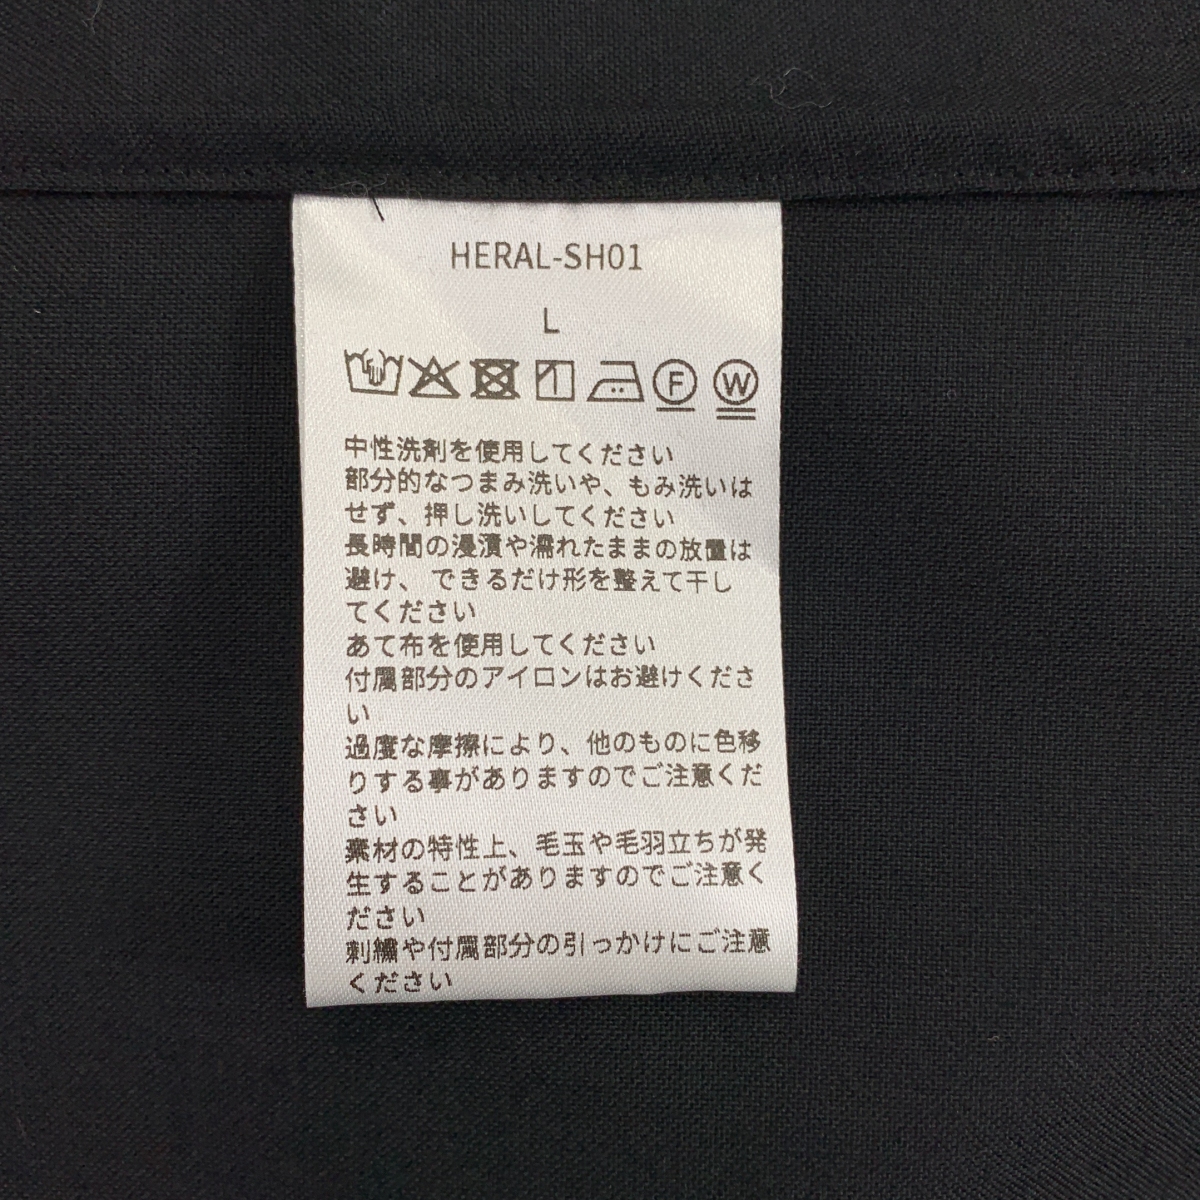 HERAL-SH01
L
F W
中性洗剤を使用してください
部分的なつまみ洗いや、もみ洗いは
せず、押し洗いしてください
長時間の浸漬や濡れたままの放置は
避け、できるだけ形を整えて干し
てください
あて布を使用してください
付属部分のアイロンはお避けくださ
い
過度な摩擦により、他のものに色移
りする事がありますのでご注意くだ
さい
素材の特性上、毛玉や毛羽立ちが発
生することがありますのでご注意く
ださい
刺繍や付属部分の引っかけにご注意
ください